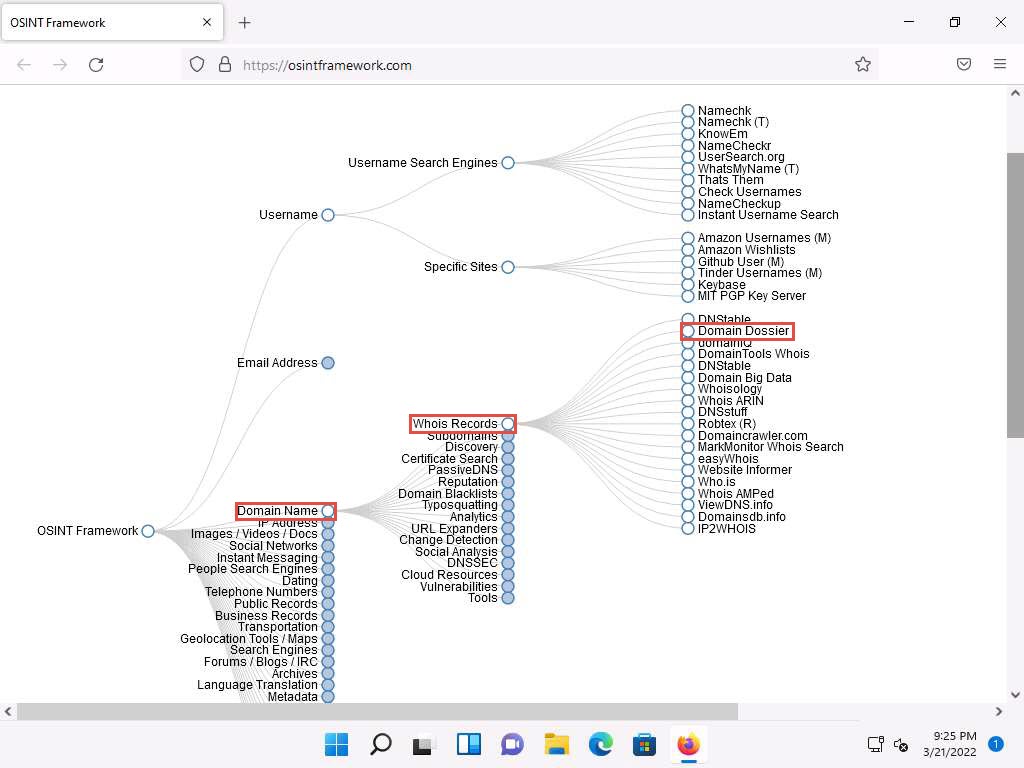 OSINT Framework
https://osintframework.com
Namechk
Namechk (T)
KnowEm
NameCheckr
UserSearch.org
WhatsMyName (T)
Thats Them
Check Usernames
NameCheckup
Instant Username Search
Username Search Engines
Username
Specific Sites
Amazon Usernames (M)
Amazon Wishlists
Github User (M)
Tinder Usernames (M)
Keybase
MIT PGP Key Server
Email Address
DNStable
Domain Dossier
domainIQ
DomainTools Whois
DNStable
Domain Big Data
Whoisology
Whois ARIN
DNSstuff
Robtex (R)
Domaincrawler.com
MarkMonitor Whois Search
easyWhois
Website Informer
Who.is
Whois AMPed
ViewDNS.info
Domainsdb.info
IP2WHOIS
Whois Records
Subdomains
Discovery
Certificate Search
PassiveDNS
Reputation
Domain Blacklists
Typosquatting
Analytics
URL Expanders
Change Detection
Social Analysis
DNSSEC
Cloud Resources
Vulnerabilities
Tools
OSINT Framework
Domain Name
IP Address
Images / Videos / Docs
Social Networks
Instant Messaging
People Search Engines
Dating
Telephone Numbers
Public Records
Business Records
Transportation
Geolocation Tools / Maps
Search Engines
Forums / Blogs / IRC
Archives
Language Translation
Metadata
9:25 PM
3/21/2022
1